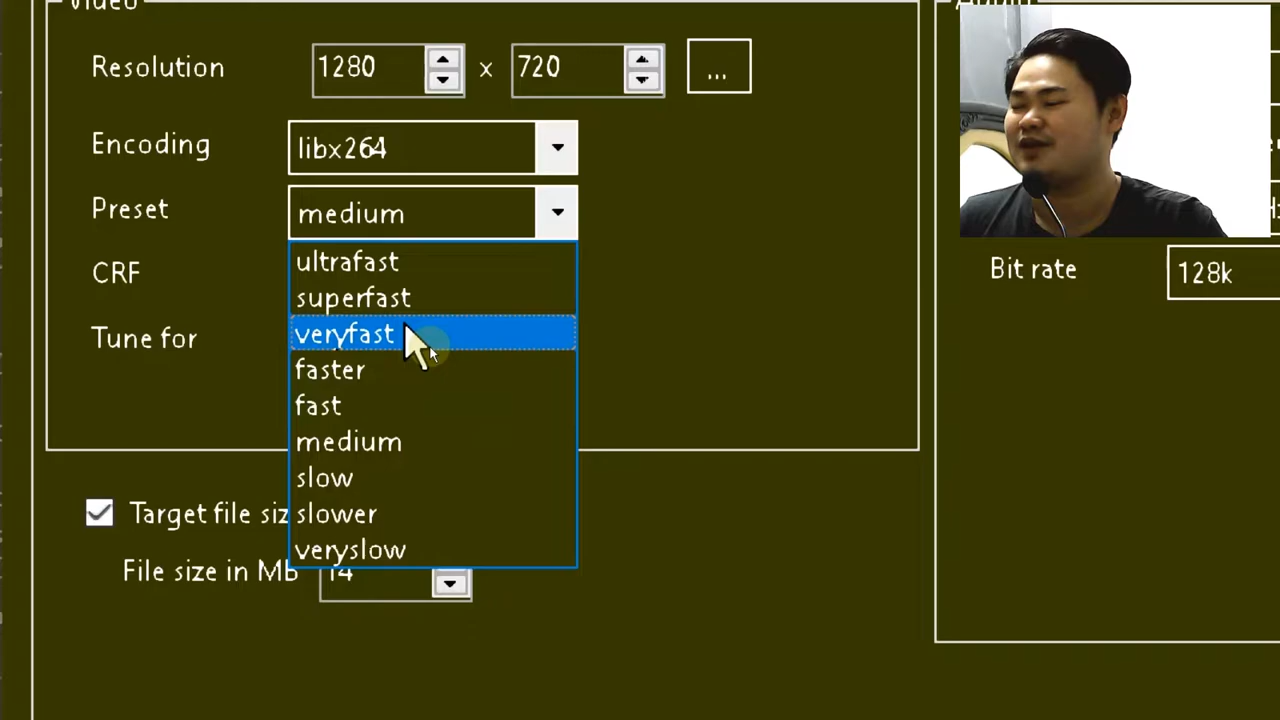 Video
Resolution 1280 x 720 ...
Encoding libx264
Preset medium
ultrafast
CRF
superfast
Tune for veryfast
faster
fast
medium
slow
Target file siz slower
veryslow
File size in MB 14
Bit rate 128k